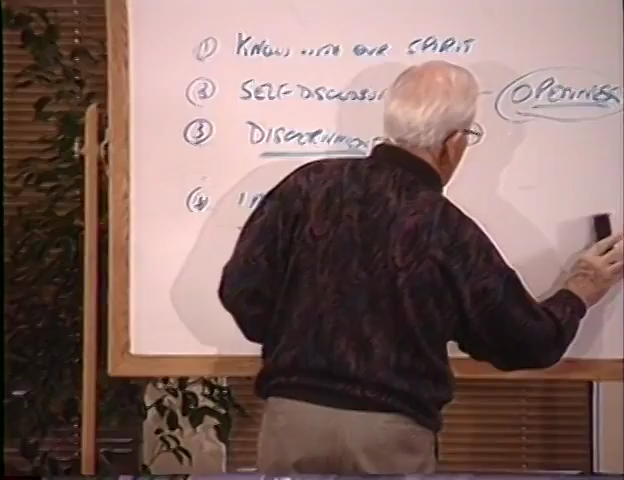 ① KNOW WITH OUR SPIRIT
② SELF-DISCLOSU OPENNESS
③ DISCERNMENT
④